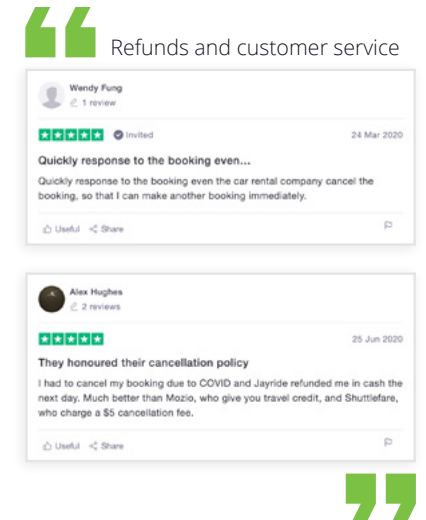 Refunds and customer service
Wendy Fung
1 review
Invited
24 Mar 2020
Quickly response to the booking even...
Quickly response to the booking even the car rental company cancel the
booking, so that I can make another booking immediately.
Useful Share
Alex Hughes
2 reviews
25 Jun 2020
They honoured their cancellation policy
I had to cancel my booking due to COVID and Jayride refunded me in cash the
next day. Much better than Mozio, who give you travel credit, and Shuttlefare,
who charge a $5 cancellation fee.
Useful Share